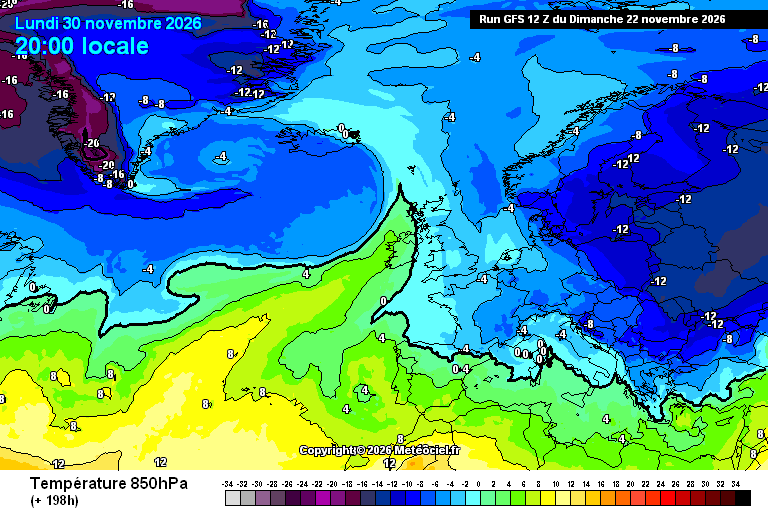 Lundi 30 novembre 2026
20:00 locale
Run GFS 12 Z du Dimanche 22 novembre 2026
Copyright © 2026 Meteociel.fr
Température 850hPa
(+ 198h)
-34 -32 -30 -28 -26 -24 -22 -20 -18 -16 -14 -12 -10 -8 -6 -4 -2 0 2 4 6 8 10 12 14 16 18 20 22 24 26 28 30 32 34